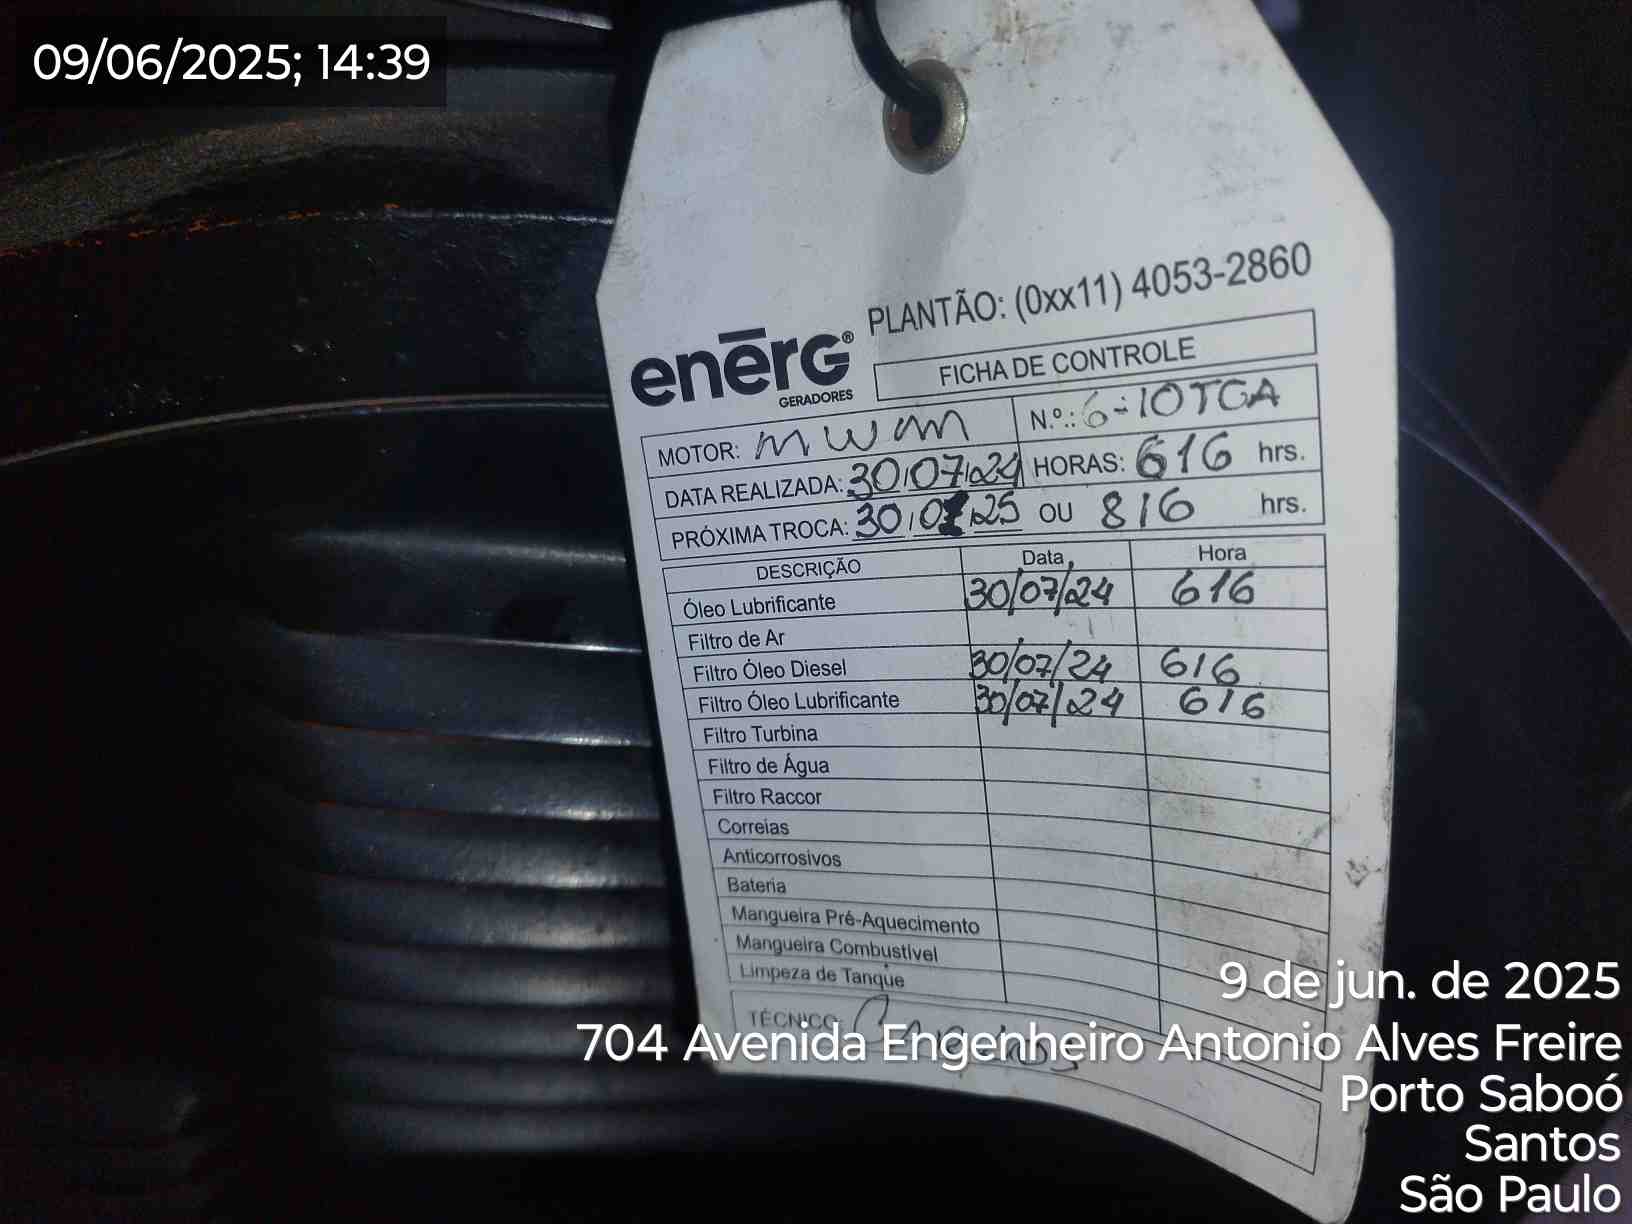 09/06/2025; 14:39
PLANTÃO: (0xx11) 4053-2860
enērG®
GERADORES
FICHA DE CONTROLE
MOTOR: MWM N.º.: 6-10TCA
DATA REALIZADA: 30/07/24 HORAS: 616 hrs.
PRÓXIMA TROCA: 30/07/25 OU 816 hrs.
DESCRIÇÃO Data Hora
Óleo Lubrificante 30/07/24 616
Filtro de Ar
Filtro Óleo Diesel 30/07/24 616
Filtro Óleo Lubrificante 30/07/24 616
Filtro Turbina
Filtro de Água
Filtro Raccor
Correias
Anticorrosivos
Bateria
Mangueira Pré-Aquecimento
Mangueira Combustível
Limpeza de Tanque
TÉCNICO:
9 de jun. de 2025
704 Avenida Engenheiro Antonio Alves Freire
Porto Saboó
Santos
São Paulo